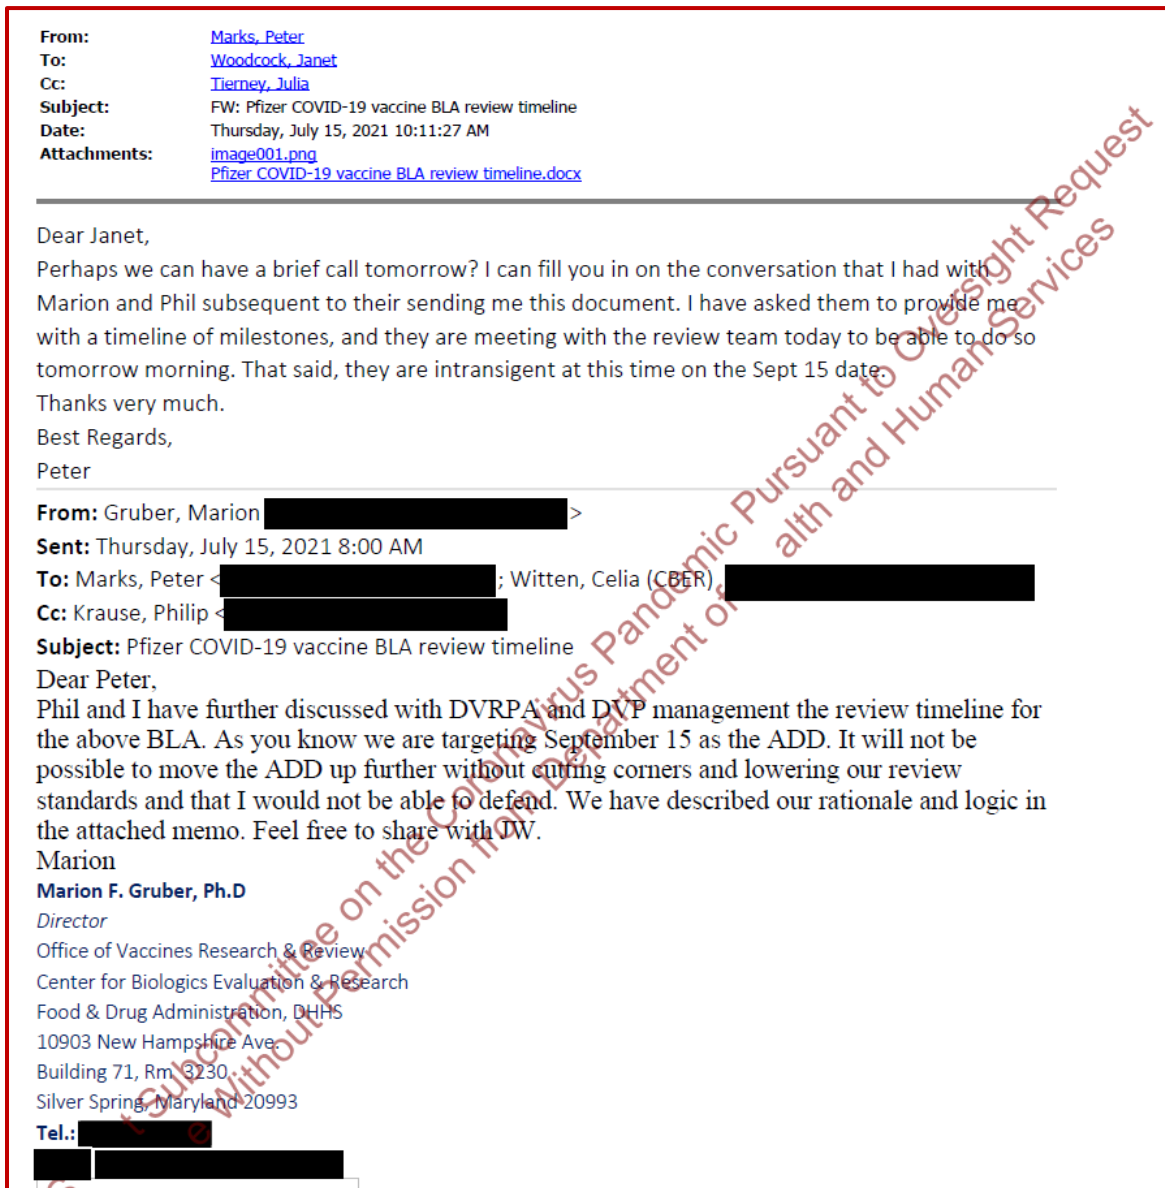 From: Marks, Peter
To: Woodcock, Janet
Cc: Tierney, Julia
Subject: FW: Pfizer COVID-19 vaccine BLA review timeline
Date: Thursday, July 15, 2021 10:11:27 AM
Attachments: image001.png
Pfizer COVID-19 vaccine BLA review timeline.docx
Dear Janet,
Perhaps we can have a brief call tomorrow? I can fill you in on the conversation that I had with
Marion and Phil subsequent to their sending me this document. I have asked them to provide me
with a timeline of milestones, and they are meeting with the review team today to be able to do so
tomorrow morning. That said, they are intransigent at this time on the Sept 15 date.
Thanks very much.
Best Regards,
Peter
From: Gruber, Marion >
Sent: Thursday, July 15, 2021 8:00 AM
To: Marks, Peter < ; Witten, Celia (CBER)
Cc: Krause, Philip <
Subject: Pfizer COVID-19 vaccine BLA review timeline
Dear Peter,
Phil and I have further discussed with DVRPA and DVP management the review timeline for
the above BLA. As you know we are targeting September 15 as the ADD. It will not be
possible to move the ADD up further without cutting corners and lowering our review
standards and that I would not be able to defend. We have described our rationale and logic in
the attached memo. Feel free to share with JW.
Marion
Marion F. Gruber, Ph.D
Director
Office of Vaccines Research & Review
Center for Biologics Evaluation & Research
Food & Drug Administration, DHHS
10903 New Hampshire Ave.
Building 71, Rm. 3230
Silver Spring, Maryland 20993
Tel.:
t Subcommittee on the Coronavirus Pandemic Pursuant to Oversight Request
e Without Permission from Department of alth and Human Services